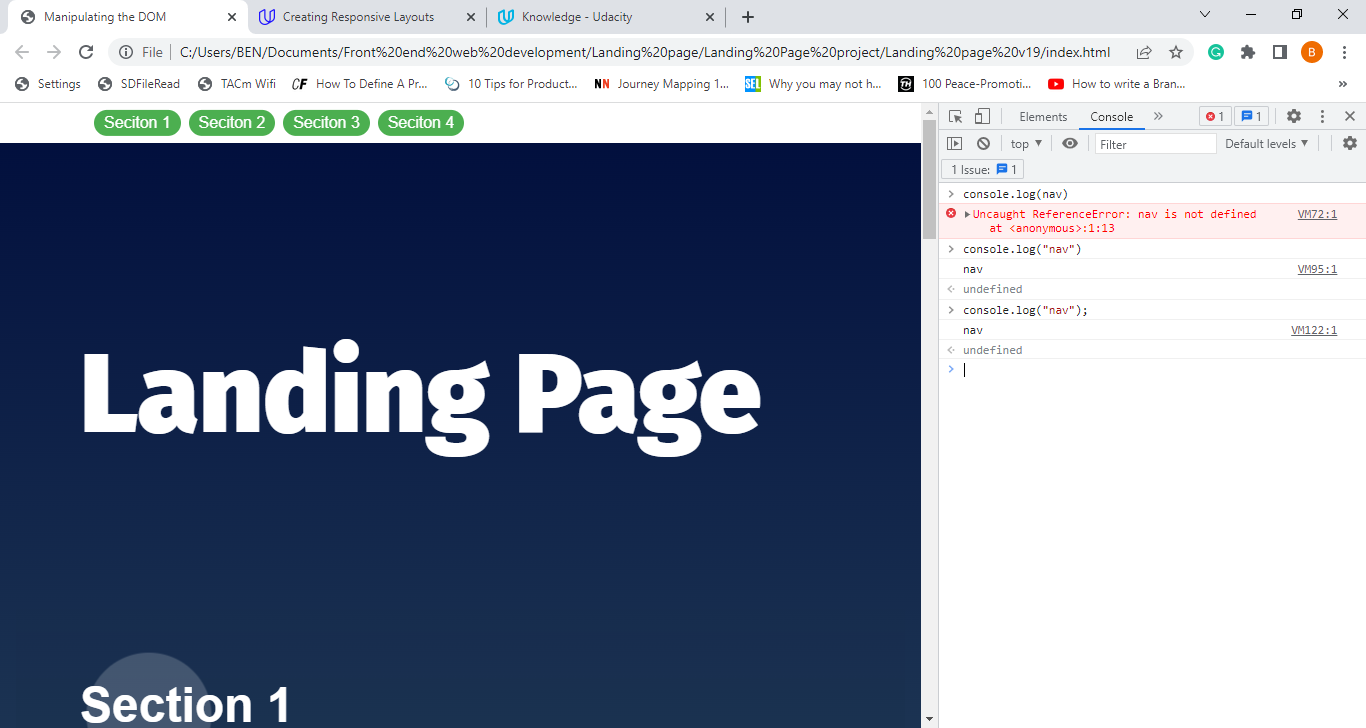 Manipulating the DOM
Creating Responsive Layouts
Knowledge - Udacity
File
C:/Users/BEN/Documents/Front%20end%20web%20development/Landing%20page/Landing%20Page%20project/Landing%20page%20v19/index.html
G
B
Settings
SDFileRead
TACm Wifi
CF How To Define A Pr...
10 Tips for Product...
NN Journey Mapping 1...
SEL Why you may not h...
100 Peace-Promoti...
How to write a Bran...
»
Seciton 1
Seciton 2
Seciton 3
Seciton 4
Landing Page
Section 1
Elements
Console
»
1
1
top
Filter
Default levels
1 Issue: 1
console.log(nav)
Uncaught ReferenceError: nav is not defined VM72:1
at <anonymous>:1:13
console.log("nav")
nav VM95:1
undefined
console.log("nav");
nav VM122:1
undefined